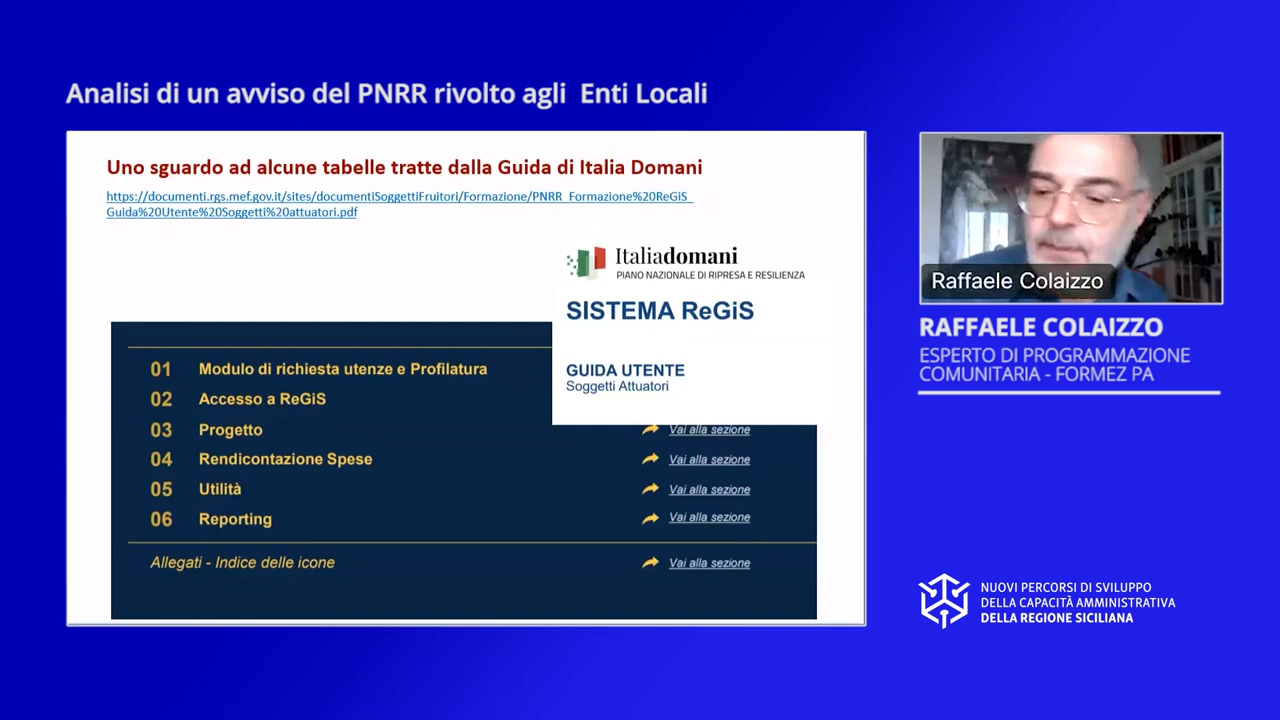 Analisi di un avviso del PNRR rivolto agli Enti Locali
Uno sguardo ad alcune tabelle tratte dalla Guida di Italia Domani
https://documenti.rgs.mef.gov.it/sites/documentiSoggettiFruitori/Formazione/PNRR_Formazione%20ReGiS_
Guida%20Utente%20Soggetti%20attuatori.pdf
Italiadomani
PIANO NAZIONALE DI RIPRESA E RESILIENZA
SISTEMA ReGiS
GUIDA UTENTE
Soggetti Attuatori
01 Modulo di richiesta utenze e Profilatura
02 Accesso a ReGiS
03 Progetto Vai alla sezione
04 Rendicontazione Spese Vai alla sezione
05 Utilità Vai alla sezione
06 Reporting Vai alla sezione
Allegati - Indice delle icone Vai alla sezione
Raffaele Colaizzo
RAFFAELE COLAIZZO
ESPERTO DI PROGRAMMAZIONE
COMUNITARIA - FORMEZ PA
NUOVI PERCORSI DI SVILUPPO
DELLA CAPACITÀ AMMINISTRATIVA
DELLA REGIONE SICILIANA